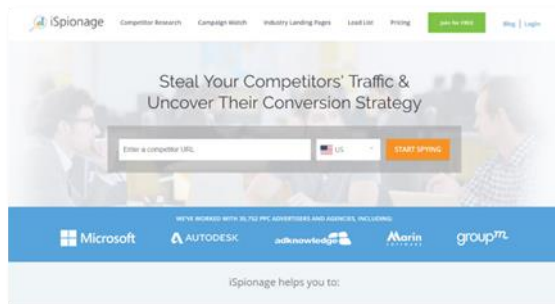 iSpionage
Competitor Research Campaign Watch Industry Landing Pages Lead List Pricing Join for FREE Blog | Login
Steal Your Competitors' Traffic &
Uncover Their Conversion Strategy
Enter a competitor URL US START SPYING
WE'VE WORKED WITH 30,752 PPC ADVERTISERS AND AGENCIES, INCLUDING:
Microsoft AUTODESK adknowledge Marin SOFTWARE groupm
iSpionage helps you to: